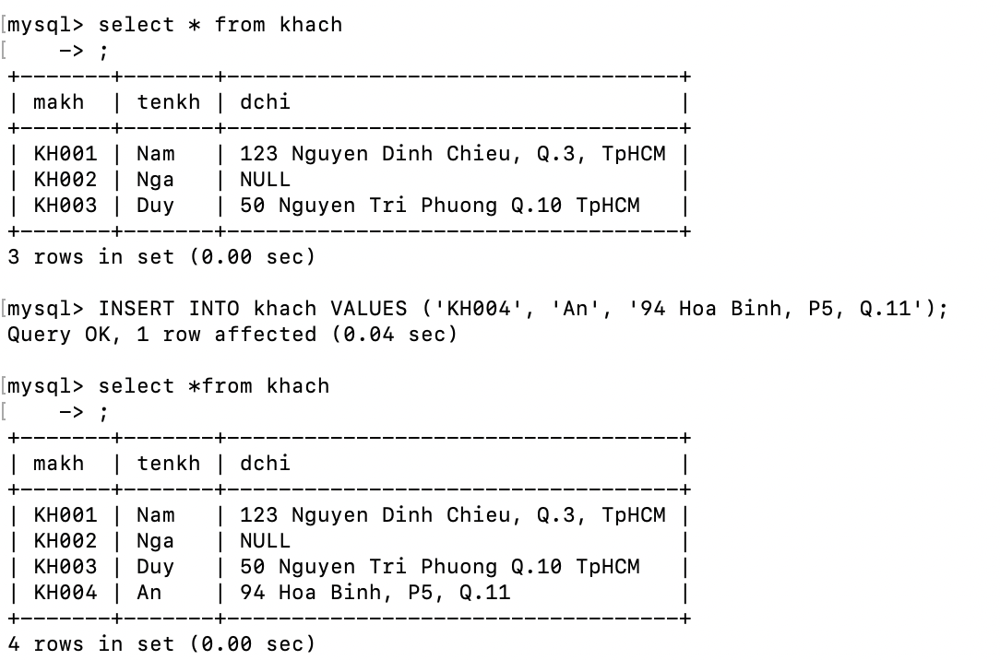 [mysql> select * from khach
[    -> ;
+-------+-------+-----------------------------------+
| makh  | tenkh | dchi                              |
+-------+-------+-----------------------------------+
| KH001 | Nam   | 123 Nguyen Dinh Chieu, Q.3, TpHCM |
| KH002 | Nga   | NULL                              |
| KH003 | Duy   | 50 Nguyen Tri Phuong Q.10 TpHCM   |
+-------+-------+-----------------------------------+
3 rows in set (0.00 sec)

[mysql> INSERT INTO khach VALUES ('KH004', 'An', '94 Hoa Binh, P5, Q.11');
Query OK, 1 row affected (0.04 sec)

[mysql> select *from khach
[    -> ;
+-------+-------+-----------------------------------+
| makh  | tenkh | dchi                              |
+-------+-------+-----------------------------------+
| KH001 | Nam   | 123 Nguyen Dinh Chieu, Q.3, TpHCM |
| KH002 | Nga   | NULL                              |
| KH003 | Duy   | 50 Nguyen Tri Phuong Q.10 TpHCM   |
| KH004 | An    | 94 Hoa Binh, P5, Q.11             |
+-------+-------+-----------------------------------+
4 rows in set (0.00 sec)